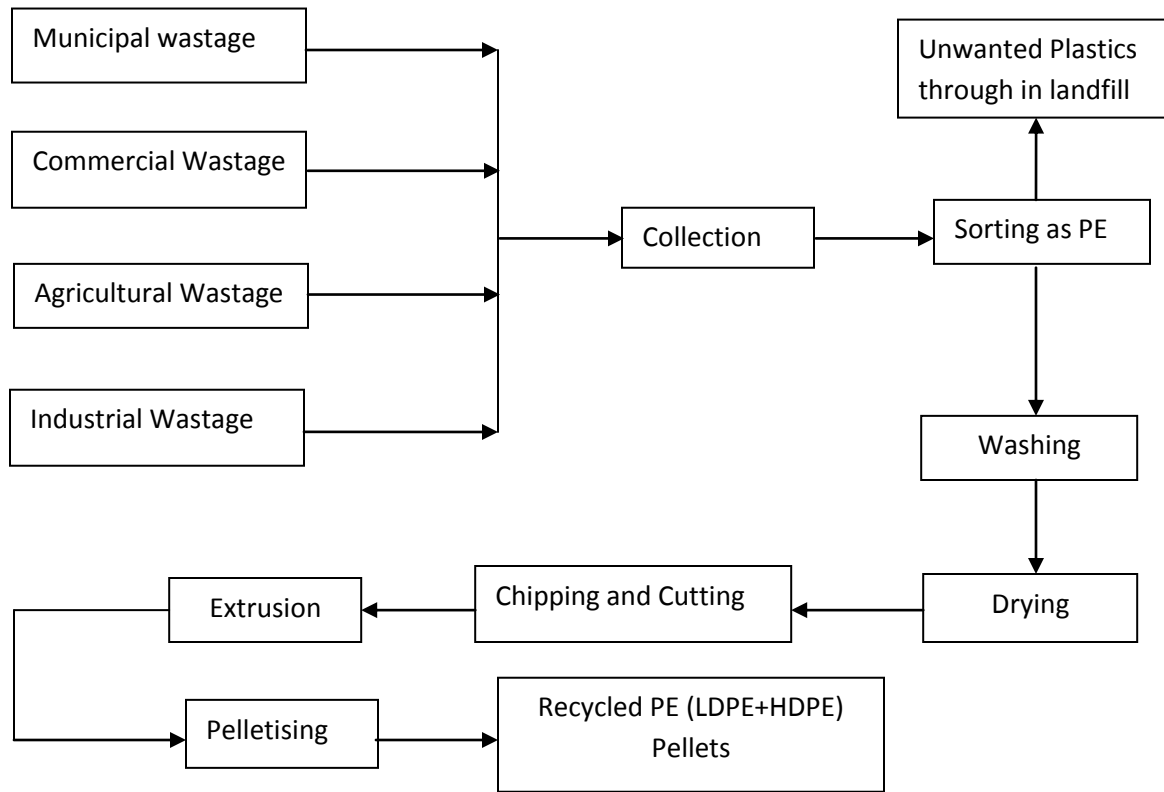 Municipal wastage
Unwanted Plastics
through in landfill
Commercial Wastage
Collection
Sorting as PE
Agricultural Wastage
Industrial Wastage
Washing
Extrusion
Chipping and Cutting
Drying
Pelletising
Recycled PE (LDPE+HDPE)
Pellets